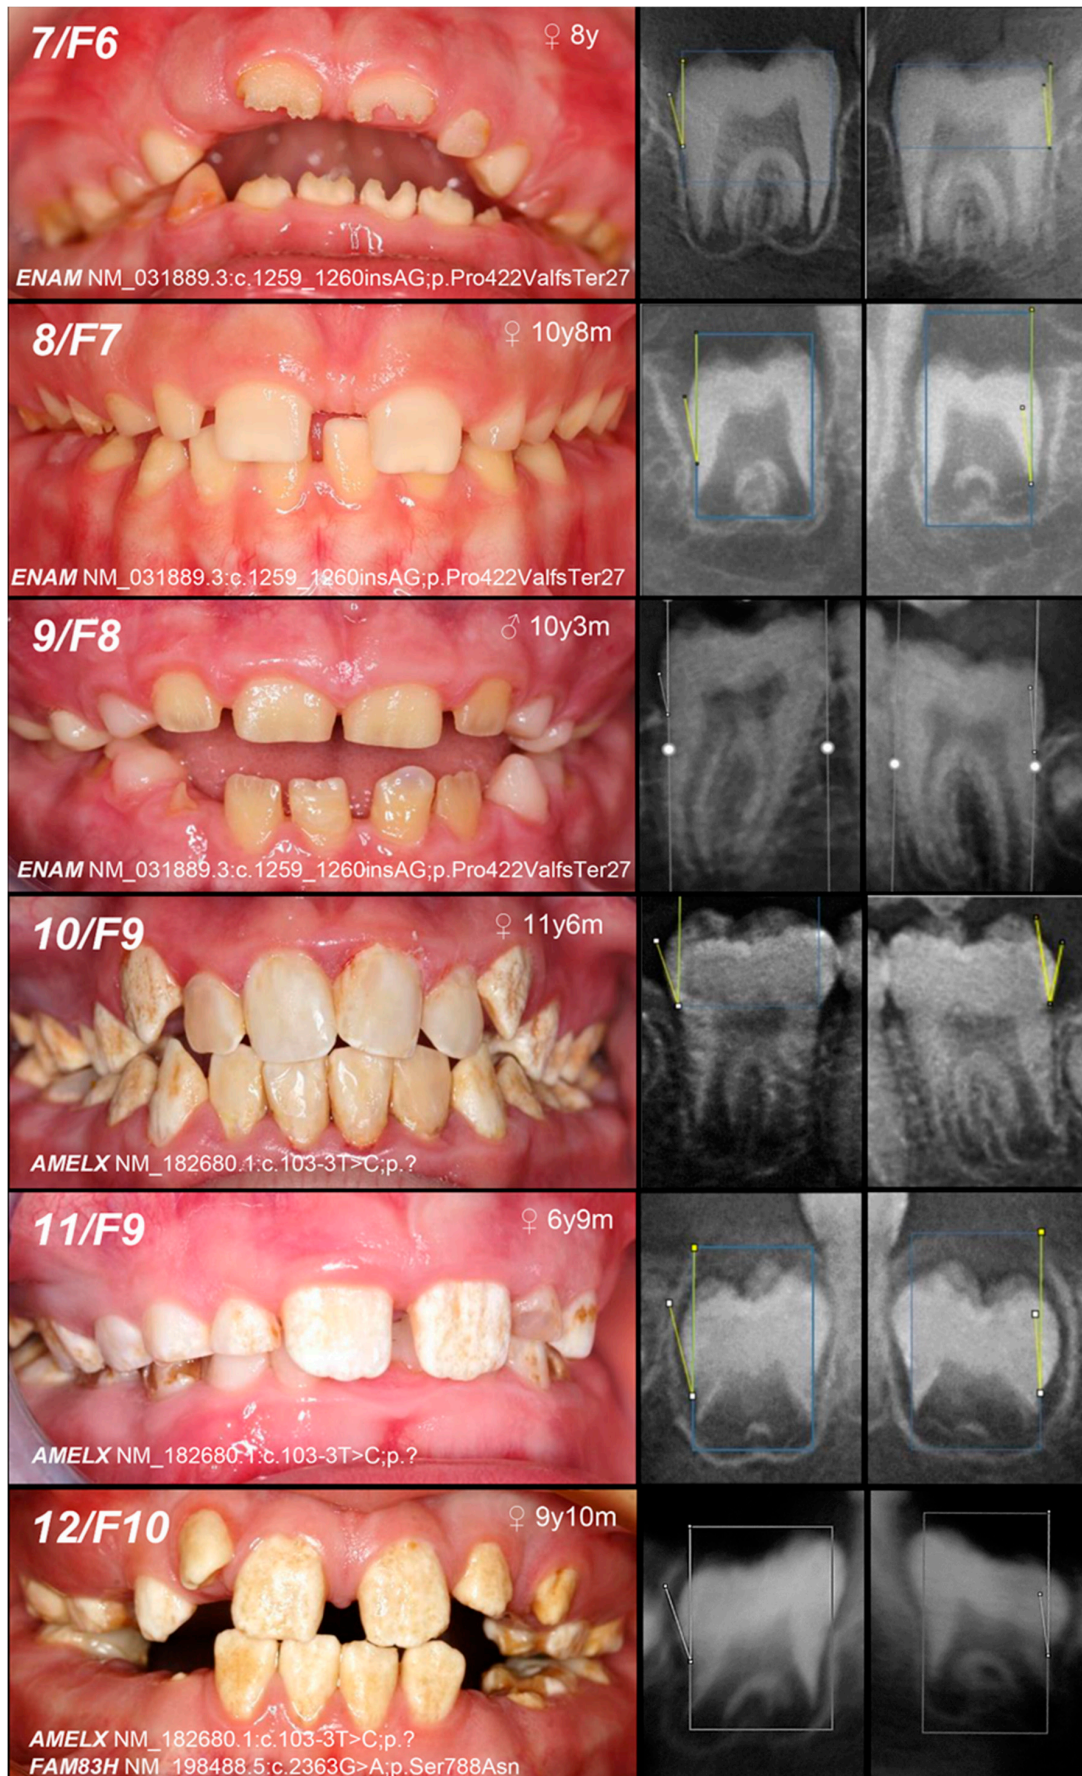 7/F6
♀ 8y
ENAM NM_031889.3:c.1259_1260insAG;p.Pro422ValfsTer27
8/F7
♀ 10y8m
ENAM NM_031889.3:c.1259_1260insAG;p.Pro422ValfsTer27
9/F8
♂ 10y3m
ENAM NM_031889.3:c.1259_1260insAG;p.Pro422ValfsTer27
10/F9
♀ 11y6m
AMELX NM_182680.1:c.103-3T>C;p.?
11/F9
♀ 6y9m
AMELX NM_182680.1:c.103-3T>C;p.?
12/F10
♀ 9y10m
AMELX NM_182680.1:c.103-3T>C;p.?
FAM83H NM_198488.5:c.2363G>A;p.Ser788Asn